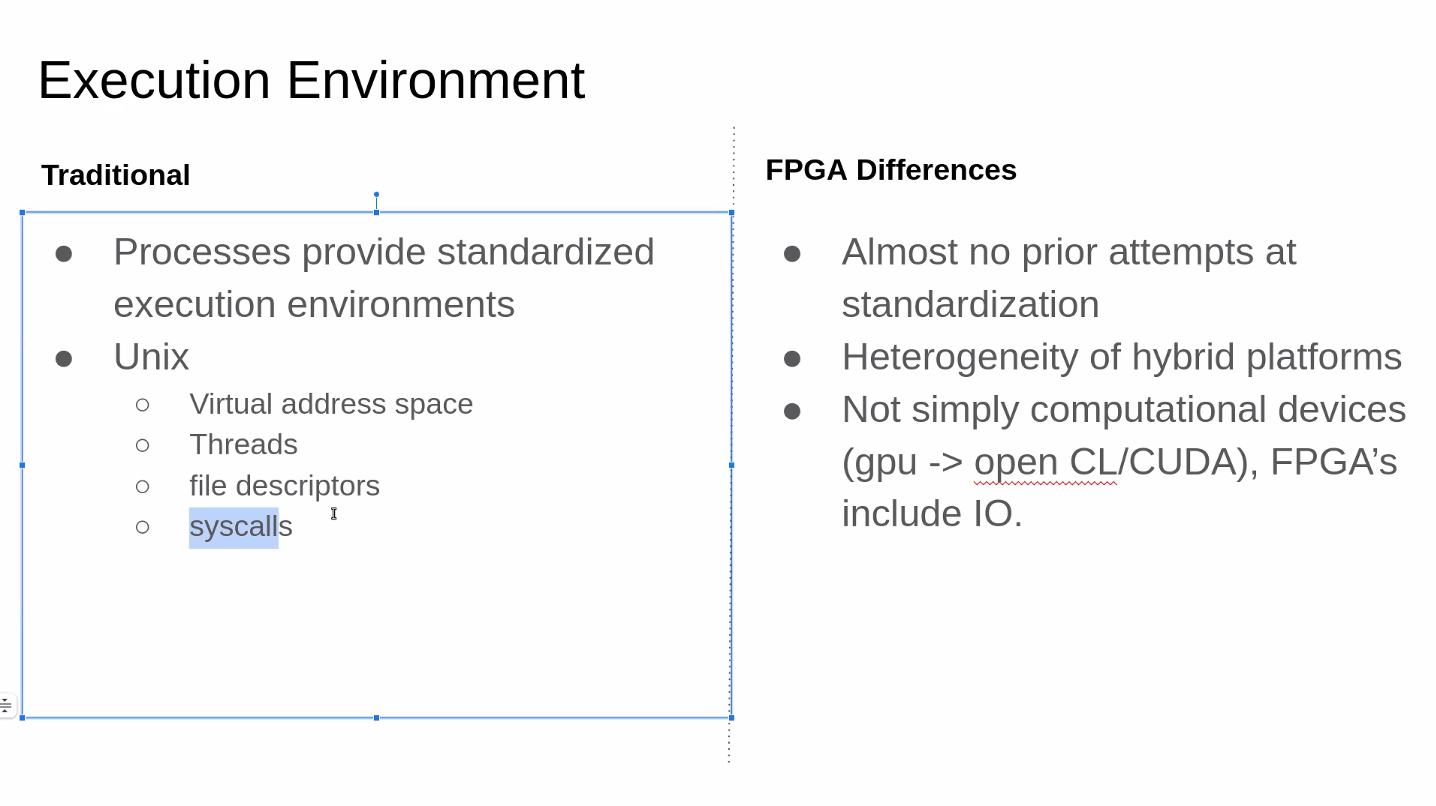 Execution Environment
Traditional
● Processes provide standardized
execution environments
● Unix
○ Virtual address space
○ Threads
○ file descriptors
○ syscalls
FPGA Differences
● Almost no prior attempts at
standardization
● Heterogeneity of hybrid platforms
● Not simply computational devices
(gpu -> open CL/CUDA), FPGA’s
include IO.